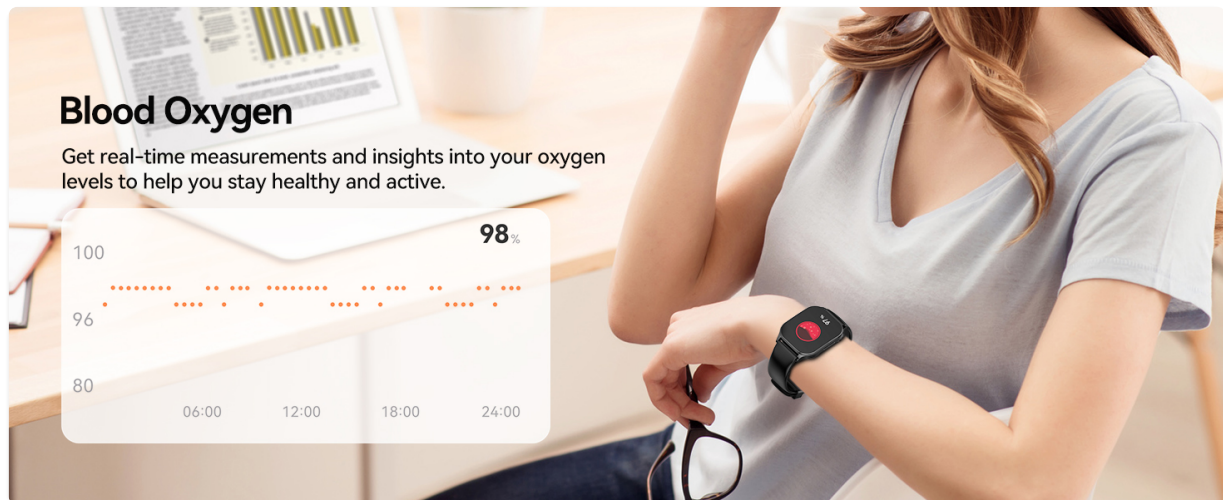 Blood Oxygen
Get real-time measurements and insights into your oxygen
levels to help you stay healthy and active.
98%
100
96
80
06:00 12:00 18:00 24:00
97%